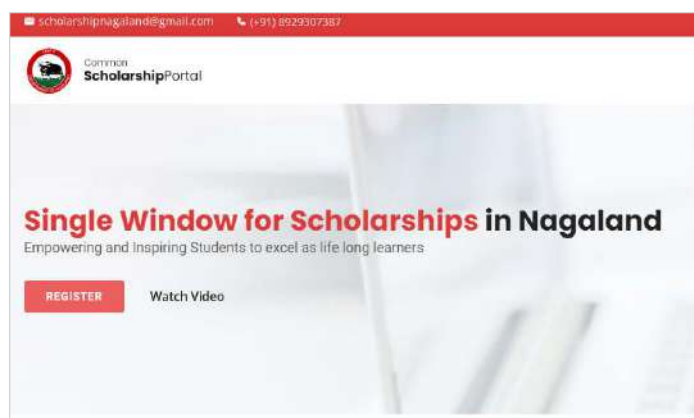 scholarshipnagaland@gmail.com (+91) 8929307387
Common
ScholarshipPortal
Single Window for Scholarships in Nagaland
Empowering and Inspiring Students to excel as life long learners
REGISTER Watch Video